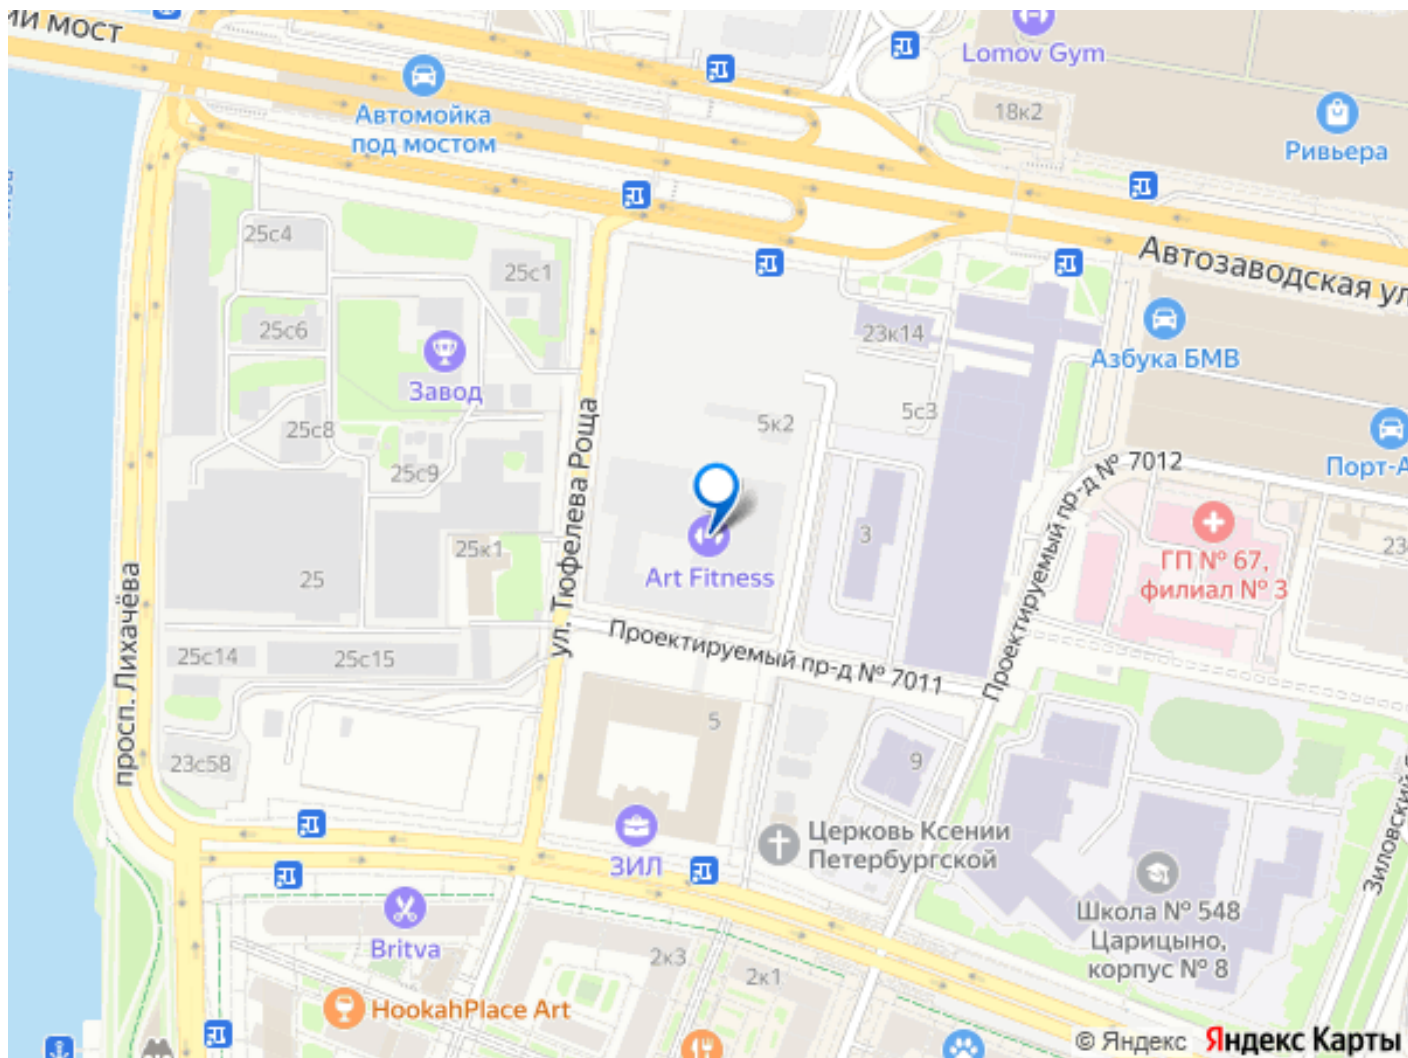 ий мост
Lomov Gym
Автомойка
под мостом
18к2
Ривьера
25с4
25с1
Автозаводская ул
25с6
23к14
Азбука БМВ
Завод
5с3
5к2
25с8
25с9
Порт-А
ул. Тюфелева Роща
Проектируемый пр-д № 7012
просп. Лихачёва
25к1
3
23
25
Art Fitness
ГП № 67,
филиал № 3
Проектируемый пр-д № 7011
25с14
25с15
5
23с58
9
Церковь Ксении
Петербургской
ЗИЛ
Зиловский
Школа № 548
Царицыно,
корпус № 8
Britva
2к3
2к1
HookahPlace Art
© Яндекс Яндекс Карты